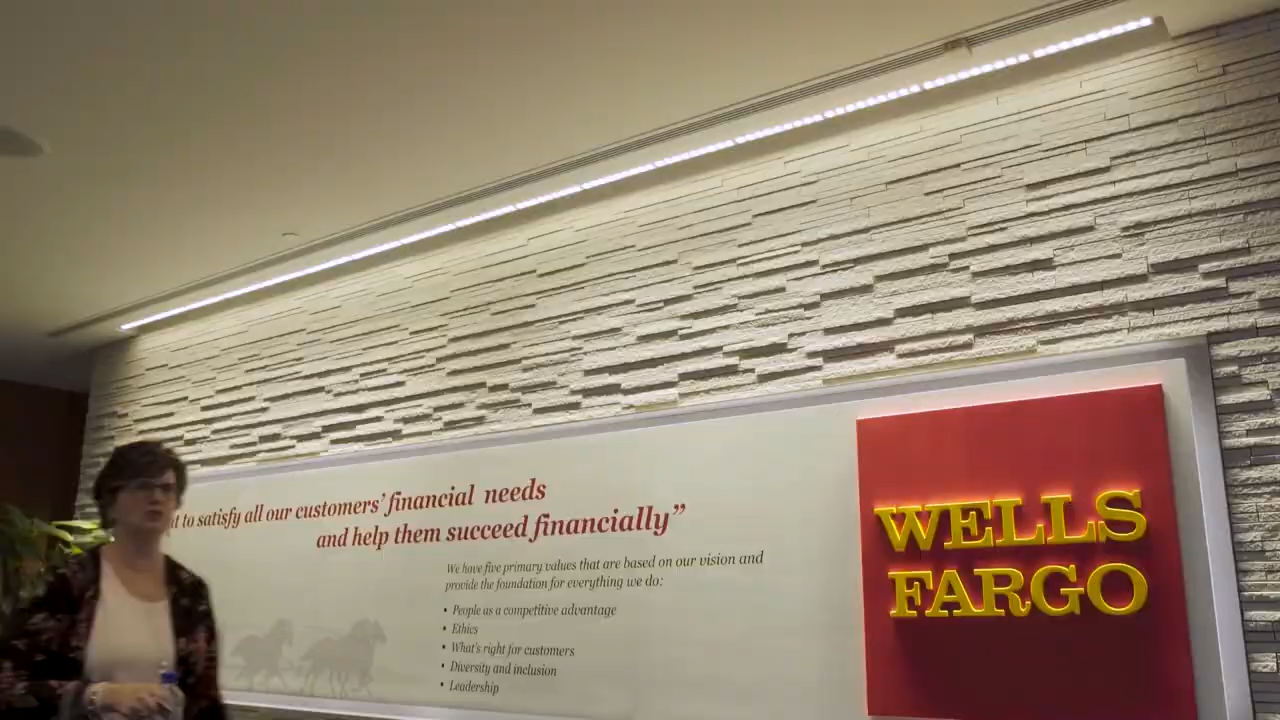 to satisfy all our customers' financial needs
and help them succeed financially”
We have five primary values that are based on our vision and
provide the foundation for everything we do:
• People as a competitive advantage
• Ethics
• What's right for customers
• Diversity and inclusion
• Leadership
WELLS
FARGO